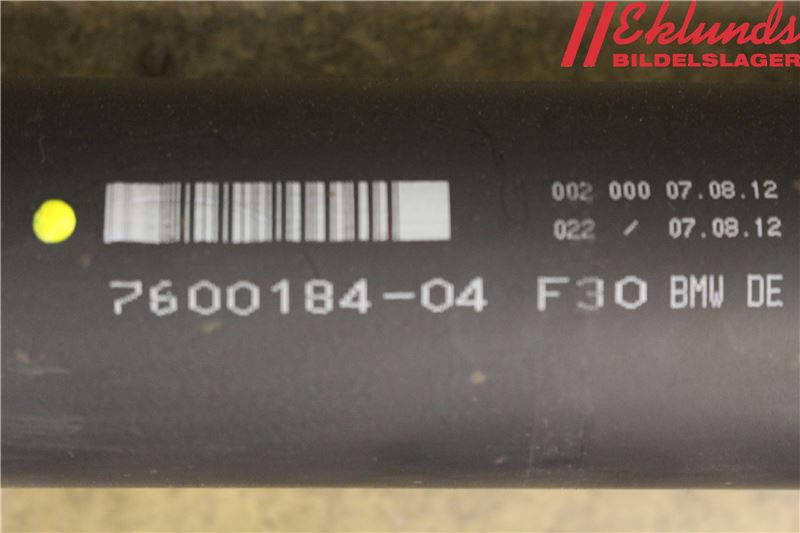 Eklunds
BILDELSLAGER
002 000 07.08.12
022 / 07.08.12
7600184-04 F30 BMW DE